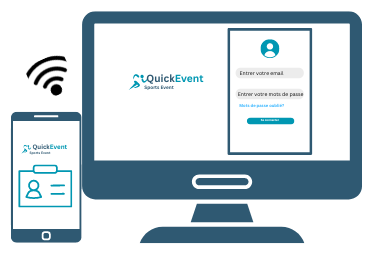 QuickEvent
Sports Event
Entrer votre email
Entrer votre mots de passe
Mots de passe oublié?
Se connecter
QuickEvent
Sports Event